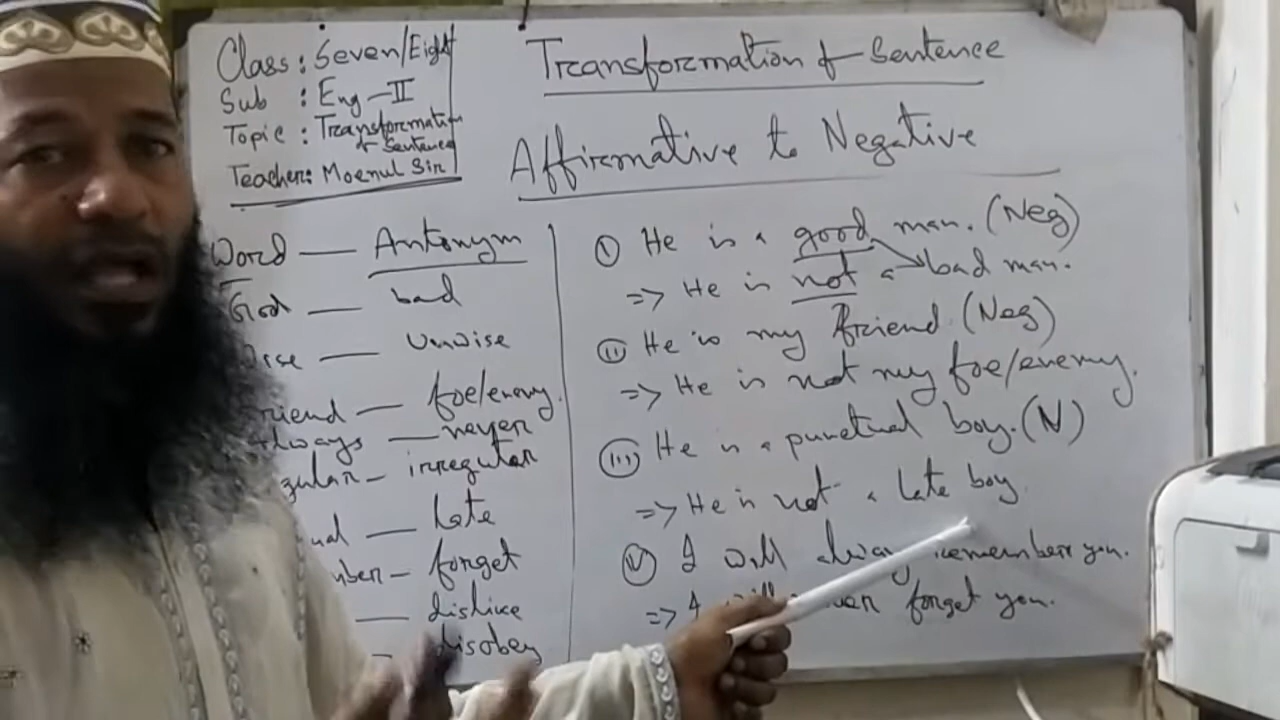 Class : Seven/Eight
Sub : Eng-II
Topic : Transformation
of Sentence
Teacher: Moenul Sir
Transformation of Sentence
Affirmative to Negative
Word — Antonym
bad
unwise
foe/enemy.
never
irregular
late
forget
dislike
disobey
(i) He is a good man. (Neg)
=> He is not a bad man.
(ii) He is my friend (Neg)
=> He is not my foe/enemy.
(iii) He is a punctual boy. (N)
=> He is not a late boy.
I will remember you.
=> I forget you.